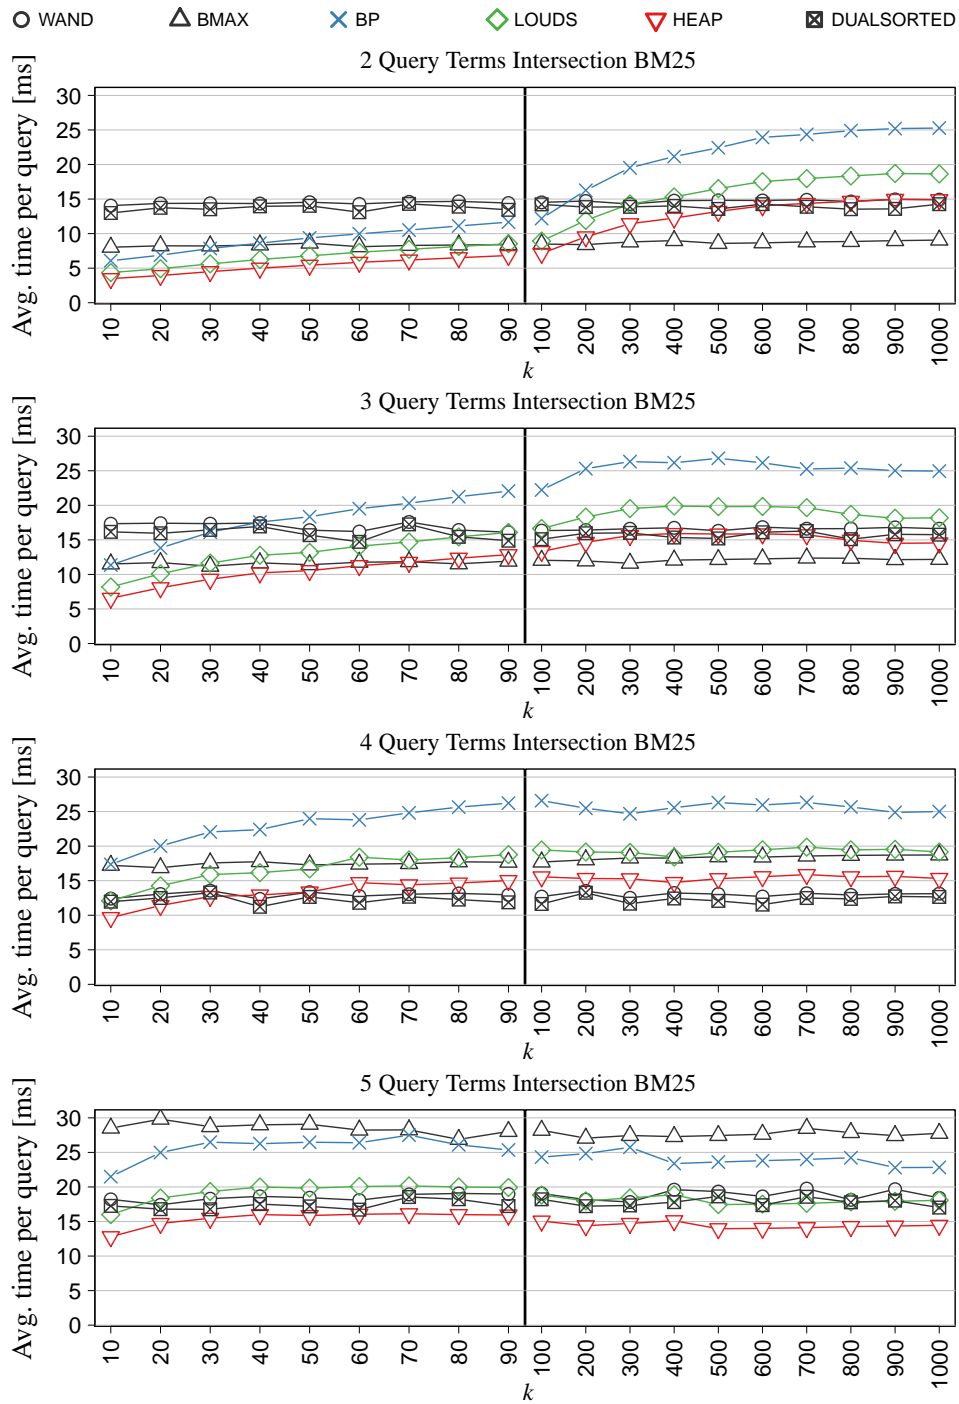 WAND BMAX BP LOUDS HEAP DUALSORTED
2 Query Terms Intersection BM25
Avg. time per query [ms]
30
25
20
15
10
5
0
10 20 30 40 50 60 70 80 90 100 200 300 400 500 600 700 800 900 1000
k
3 Query Terms Intersection BM25
Avg. time per query [ms]
30
25
20
15
10
5
0
10 20 30 40 50 60 70 80 90 100 200 300 400 500 600 700 800 900 1000
k
4 Query Terms Intersection BM25
Avg. time per query [ms]
30
25
20
15
10
5
0
10 20 30 40 50 60 70 80 90 100 200 300 400 500 600 700 800 900 1000
k
5 Query Terms Intersection BM25
Avg. time per query [ms]
30
25
20
15
10
5
0
10 20 30 40 50 60 70 80 90 100 200 300 400 500 600 700 800 900 1000
k